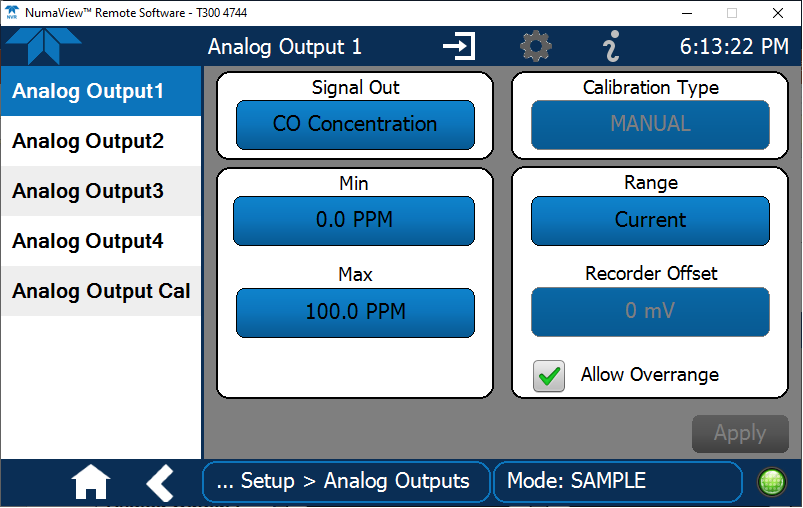 NumaView™ Remote Software - T300 4744
Analog Output 1
6:13:22 PM
Analog Output1
Analog Output2
Analog Output3
Analog Output4
Analog Output Cal
Signal Out
CO Concentration
Min
0.0 PPM
Max
100.0 PPM
Calibration Type
MANUAL
Range
Current
Recorder Offset
0 mV
Allow Overrange
Apply
... Setup > Analog Outputs
Mode: SAMPLE